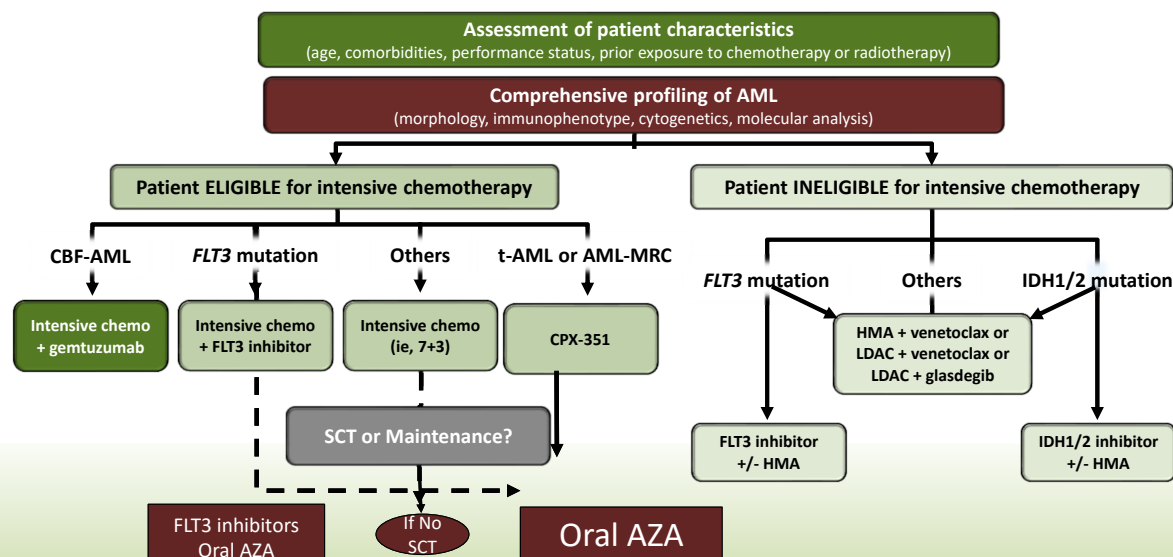 Assessment of patient characteristics
(age, comorbidities, performance status, prior exposure to chemotherapy or radiotherapy)
Comprehensive profiling of AML
(morphology, immunophenotype, cytogenetics, molecular analysis)
Patient ELIGIBLE for intensive chemotherapy
Patient INELIGIBLE for intensive chemotherapy
CBF-AML
FLT3 mutation
Others
t-AML or AML-MRC
FLT3 mutation
Others
IDH1/2 mutation
Intensive chemo
+ gemtuzumab
Intensive chemo
+ FLT3 inhibitor
Intensive chemo
(ie, 7+3)
CPX-351
HMA + venetoclax or
LDAC + venetoclax or
LDAC + glasdegib
SCT or Maintenance?
FLT3 inhibitor
+/- HMA
IDH1/2 inhibitor
+/- HMA
FLT3 inhibitors
Oral AZA
If No
SCT
Oral AZA